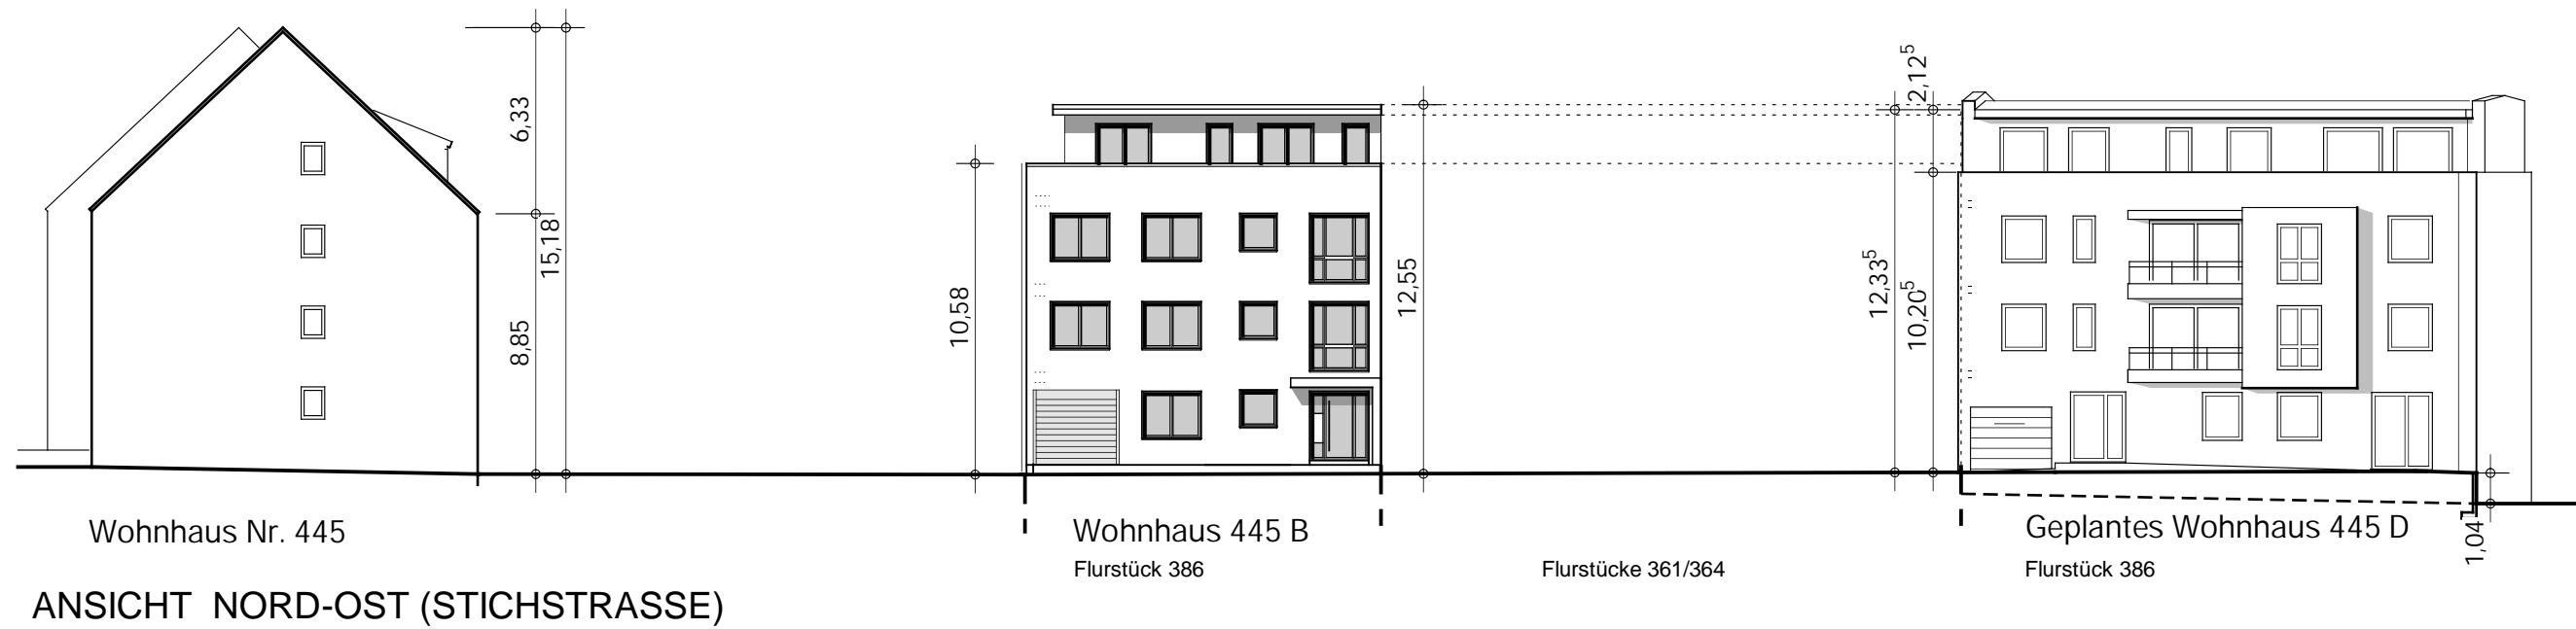 6,33
15,18
8,85
10,58
12,55
2,12⁵
12,33⁵
10,20⁵
1,04
Wohnhaus Nr. 445
Wohnhaus 445 B
Flurstück 386
Flurstücke 361/364
Geplantes Wohnhaus 445 D
Flurstück 386
ANSICHT NORD-OST (STICHSTRASSE)